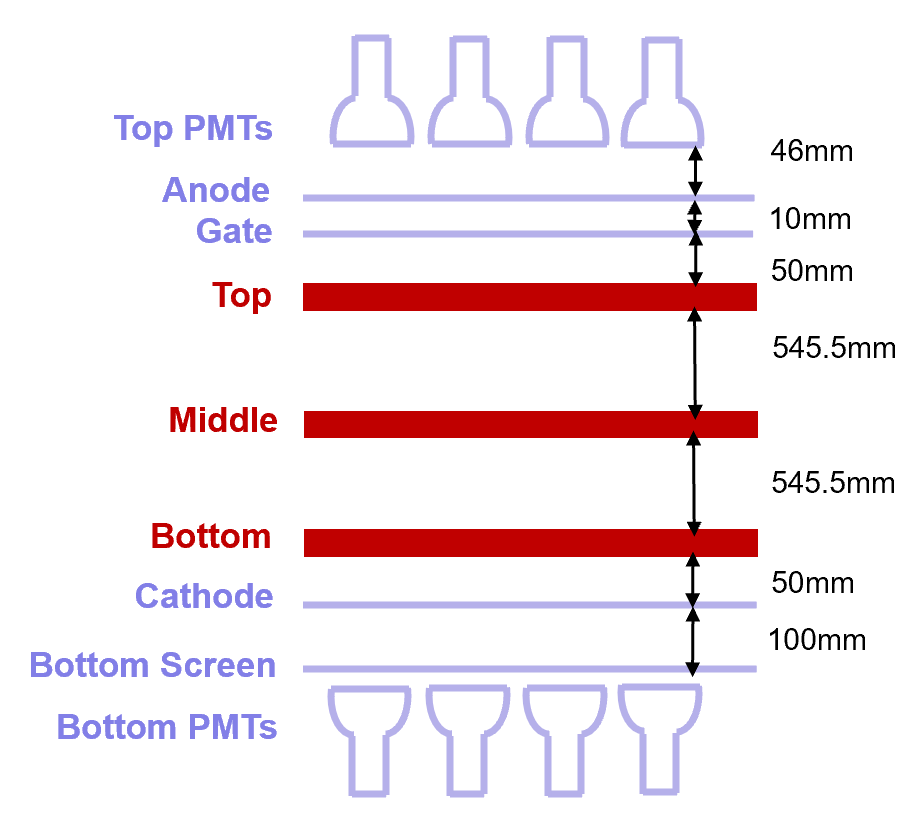 Top PMTs
46mm
Anode
10mm
Gate
50mm
Top
545.5mm
Middle
545.5mm
Bottom
50mm
Cathode
100mm
Bottom Screen
Bottom PMTs